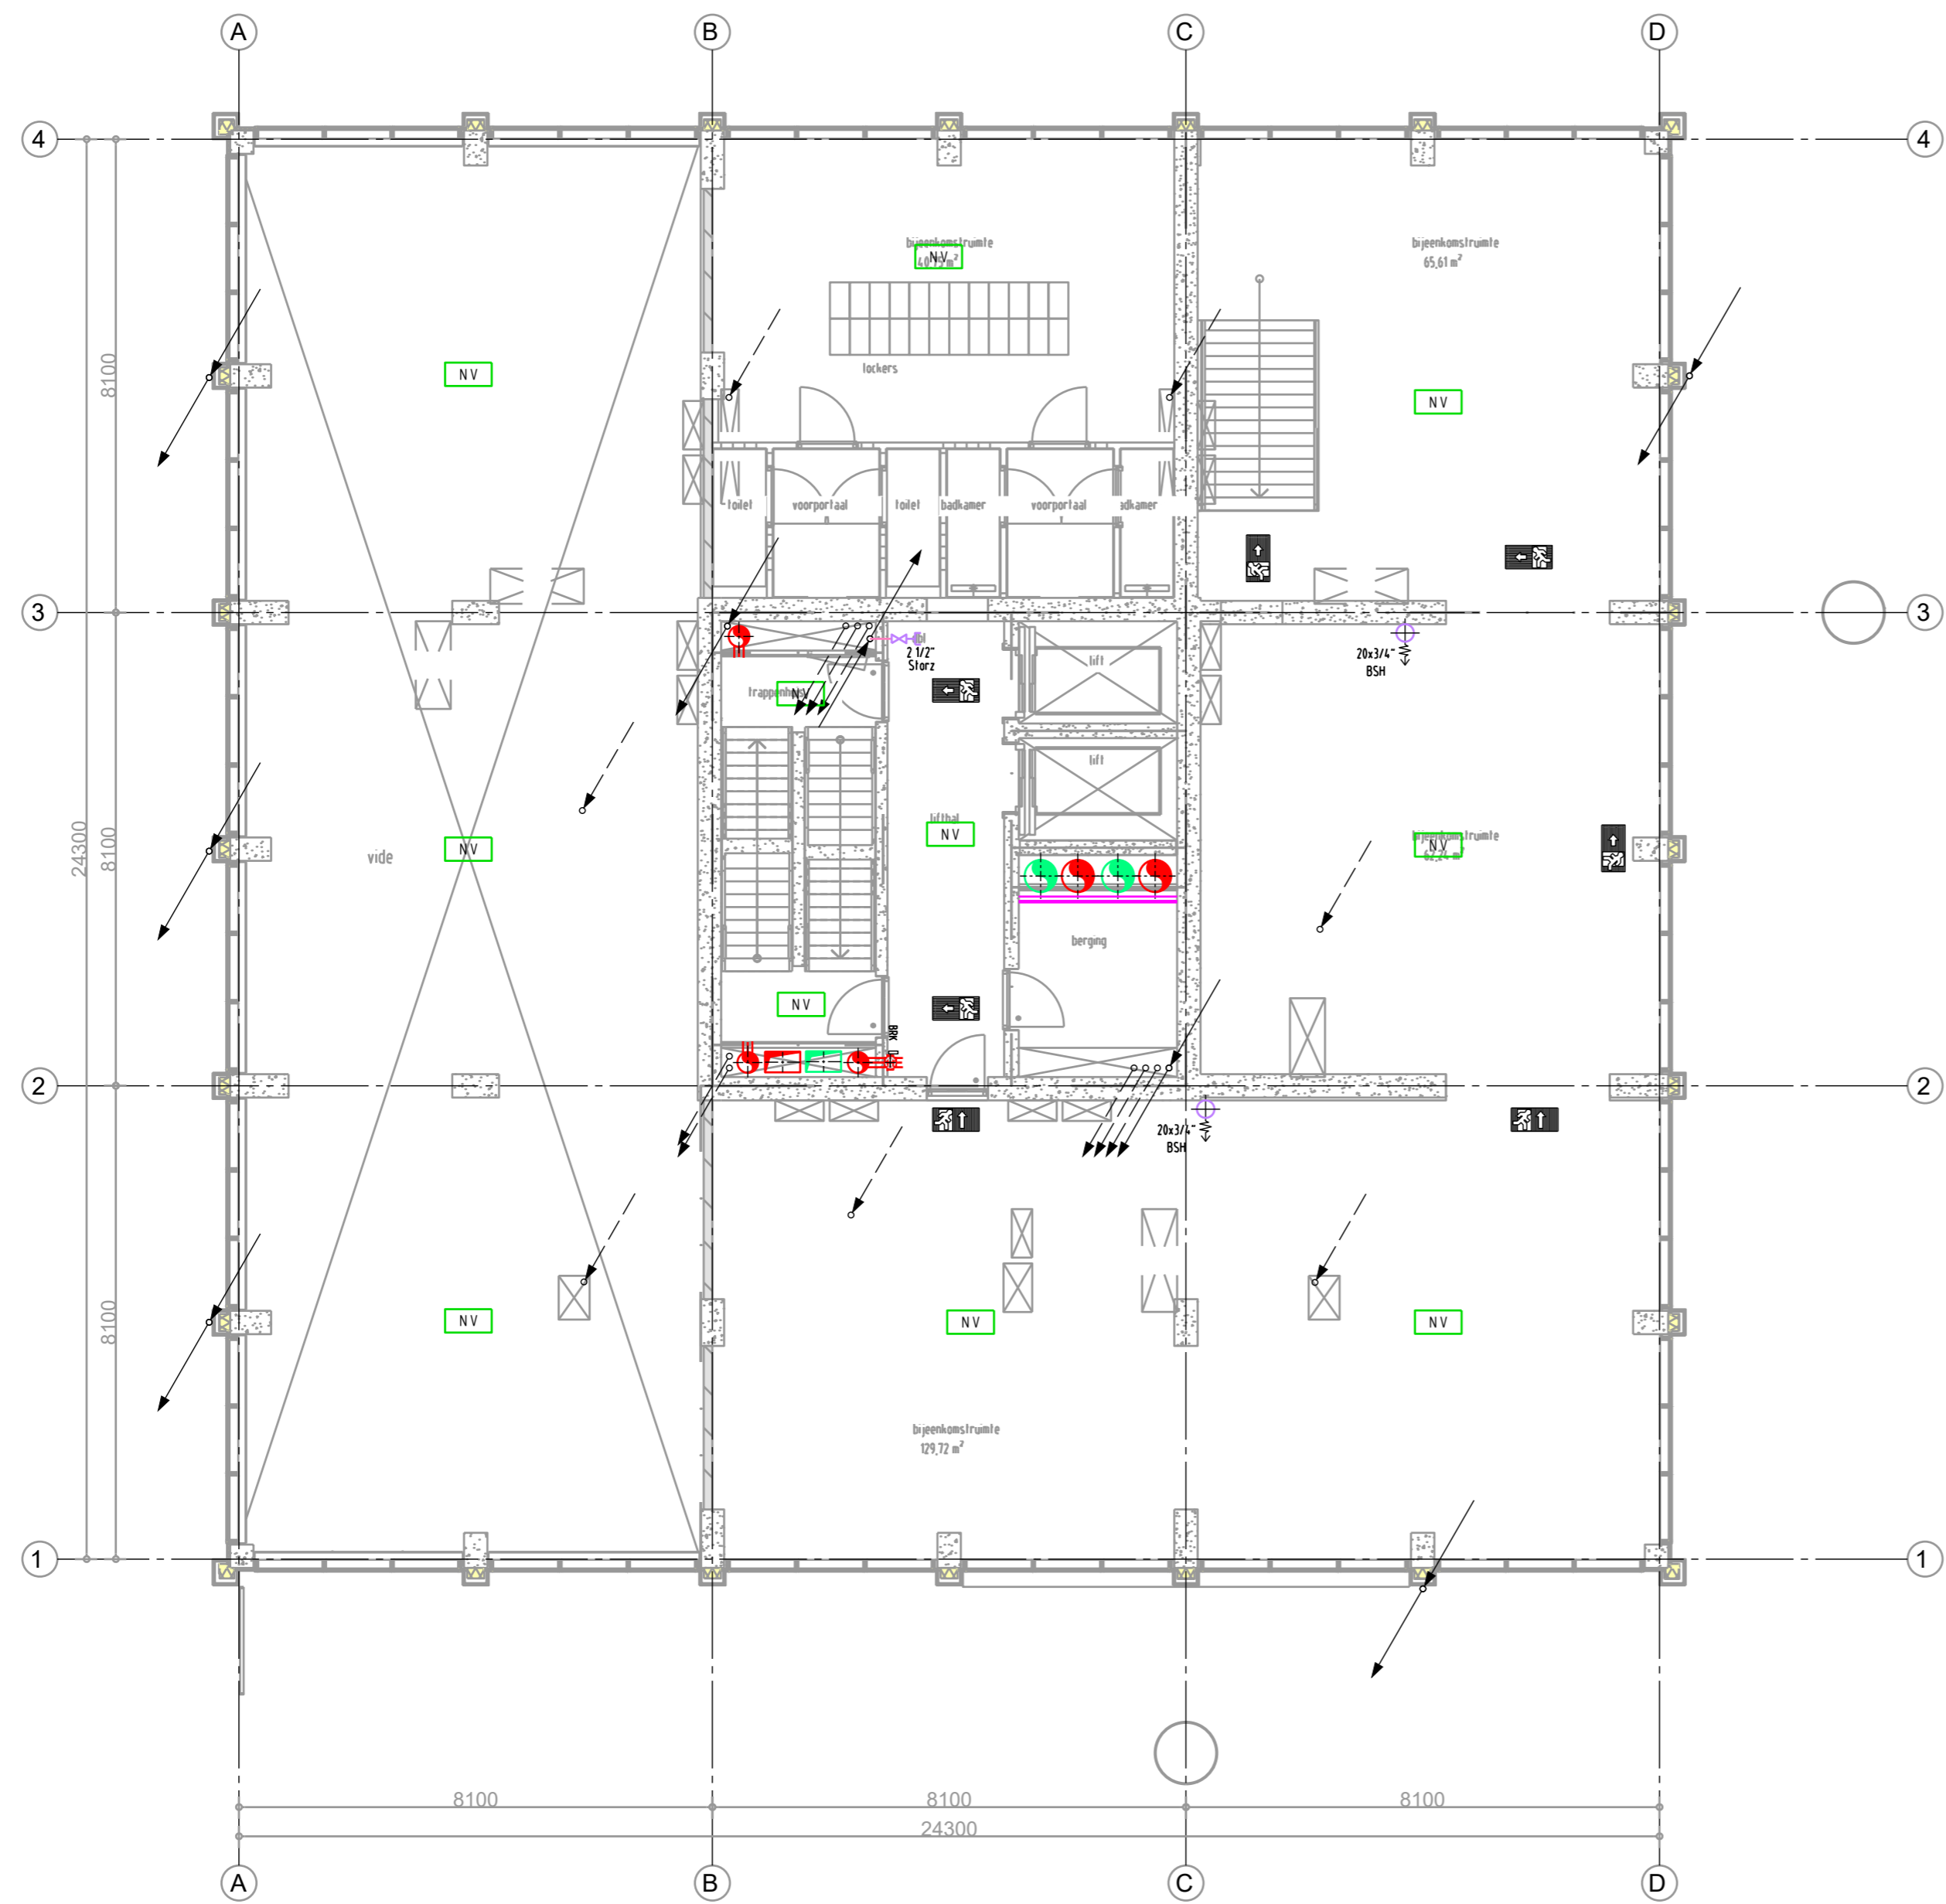 A B C D
4 4
bijeenkomstruimte
NV
bijeenkomstruimte
65,61 m²
8100
lockers
NV
NV
toilet voorportaal toilet badkamer voorportaal adkamer
3 3
2 1/2"
Storz
20x3/4"
BSH
lift
trappenhuis
NV
lift
24300
8100
vide
NV
lifthal
NV
bijeenkomstruimte
NV
berging
NV
BRK
2 2
20x3/4"
BSH
8100
NV
NV
NV
bijeenkomstruimte
129,72 m²
1 1
8100 8100 8100
24300
A B C D